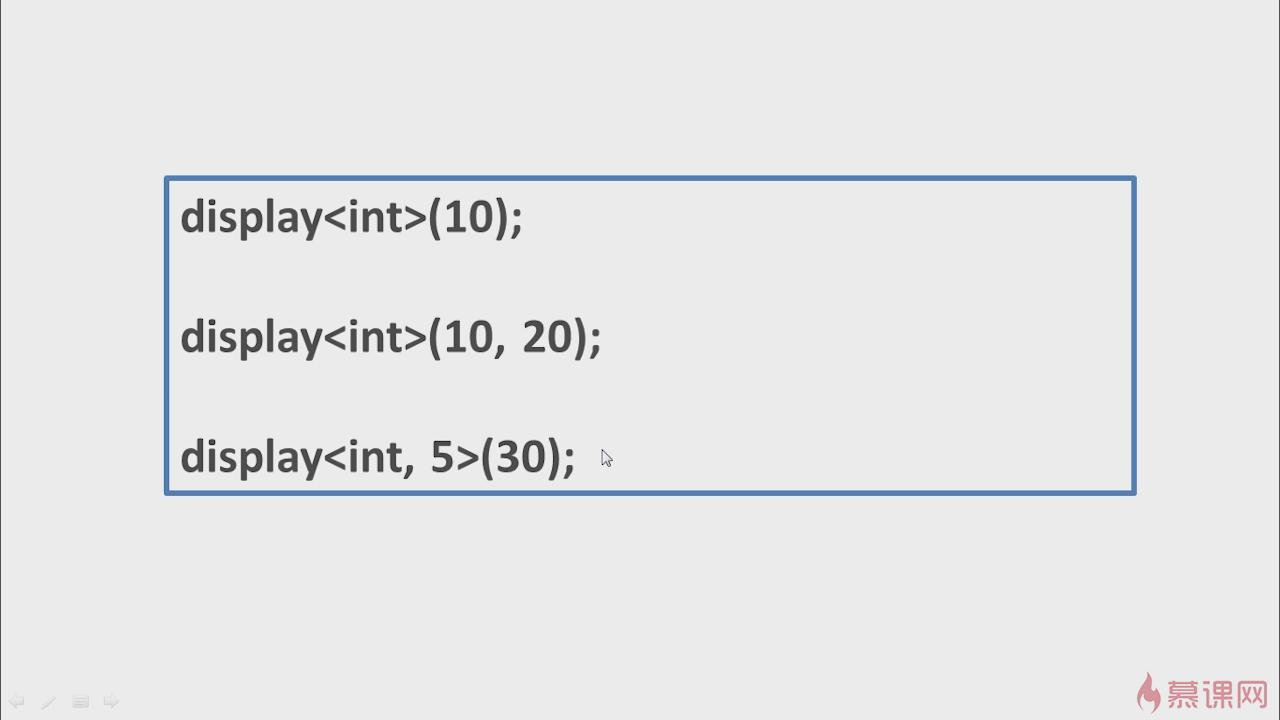 display<int>(10);
display<int>(10, 20);
display<int, 5>(30);
慕课网